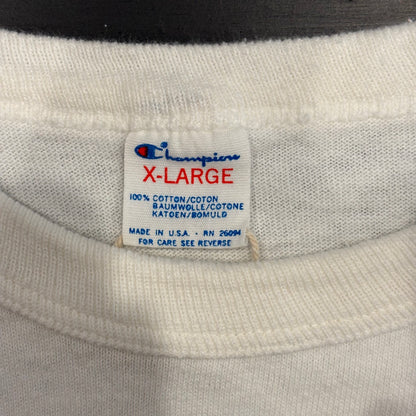 Champion
X-LARGE
100% COTTON/COTON
BAUMWOLLE/COTONE
KATOEN/BOMULD
MADE IN U.S.A. · RN 26094
FOR CARE SEE REVERSE